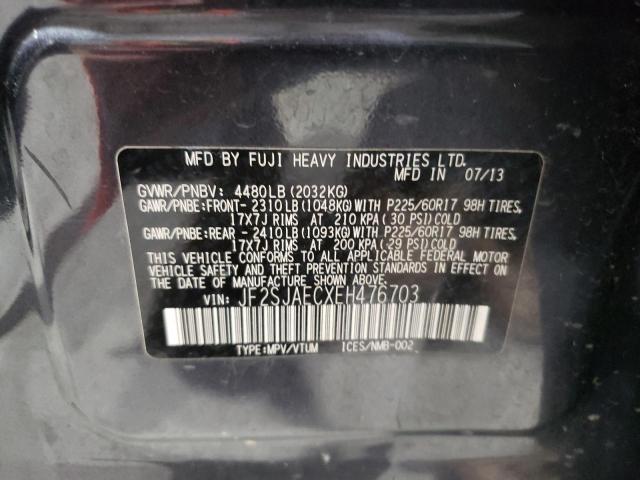 MFD BY FUJI HEAVY INDUSTRIES LTD.
MFD IN 07/13
GVWR/PNBV: 4480LB (2032KG)
GAWR/PNBE:FRONT- 2310 LB (1048KG) WITH P225/60R17 98H TIRES,
17X7J RIMS AT 210 KPA ( 30 PSI) COLD
GAWR/PNBE:REAR - 2410 LB (1093KG) WITH P225/60R17 98H TIRES,
17X7J RIMS AT 200 KPA ( 29 PSI) COLD
THIS VEHICLE CONFORMS TO ALL APPLICABLE FEDERAL MOTOR
VEHICLE SAFETY AND THEFT PREVENTION STANDARDS IN EFFECT ON
THE DATE OF MANUFACTURE SHOWN ABOVE.
VIN: JF2SJAECXEH476703
TYPE:MPV/VTUM ICES/NMB-002